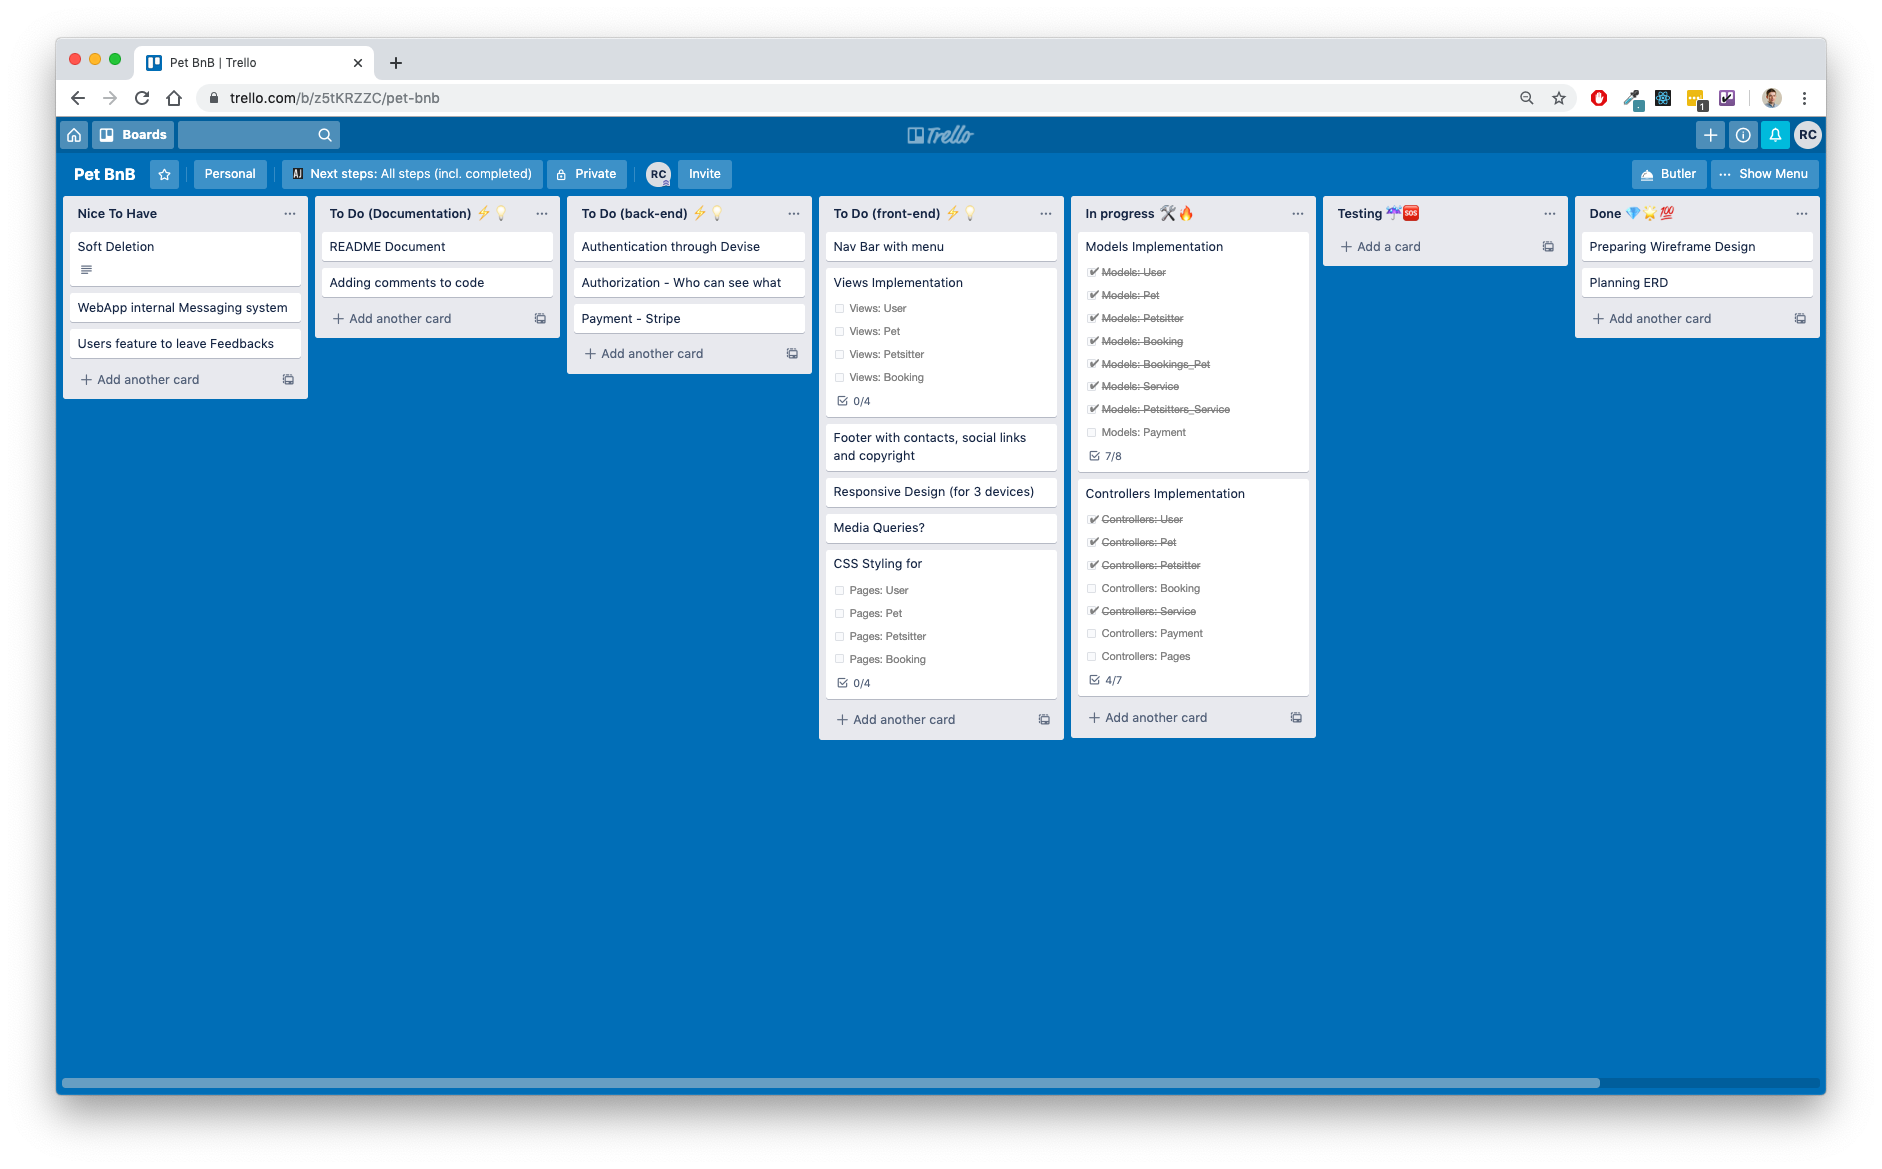 Pet BnB | Trello
trello.com/b/z5tKRZZC/pet-bnb
1
Boards
Trello
RC
Pet BnB
Personal
Next steps: All steps (incl. completed)
Private
RC
Invite
Butler
Show Menu
Nice To Have
Soft Deletion
WebApp internal Messaging system
Users feature to leave Feedbacks
Add another card
To Do (Documentation) ⚡💡
README Document
Adding comments to code
Add another card
To Do (back-end) ⚡💡
Authentication through Devise
Authorization - Who can see what
Payment - Stripe
Add another card
To Do (front-end) ⚡💡
Nav Bar with menu
Views Implementation
Views: User
Views: Pet
Views: Petsitter
Views: Booking
0/4
Footer with contacts, social links
and copyright
Responsive Design (for 3 devices)
Media Queries?
CSS Styling for
Pages: User
Pages: Pet
Pages: Petsitter
Pages: Booking
0/4
Add another card
In progress 🛠🔥
Models Implementation
Models: User
Models: Pet
Models: Petsitter
Models: Booking
Models: Bookings_Pet
Models: Service
Models: Petsitters_Service
Models: Payment
7/8
Controllers Implementation
Controllers: User
Controllers: Pet
Controllers: Petsitter
Controllers: Booking
Controllers: Service
Controllers: Payment
Controllers: Pages
4/7
Add another card
Testing ☔🆘
Add a card
Done 💎🌟💯
Preparing Wireframe Design
Planning ERD
Add another card